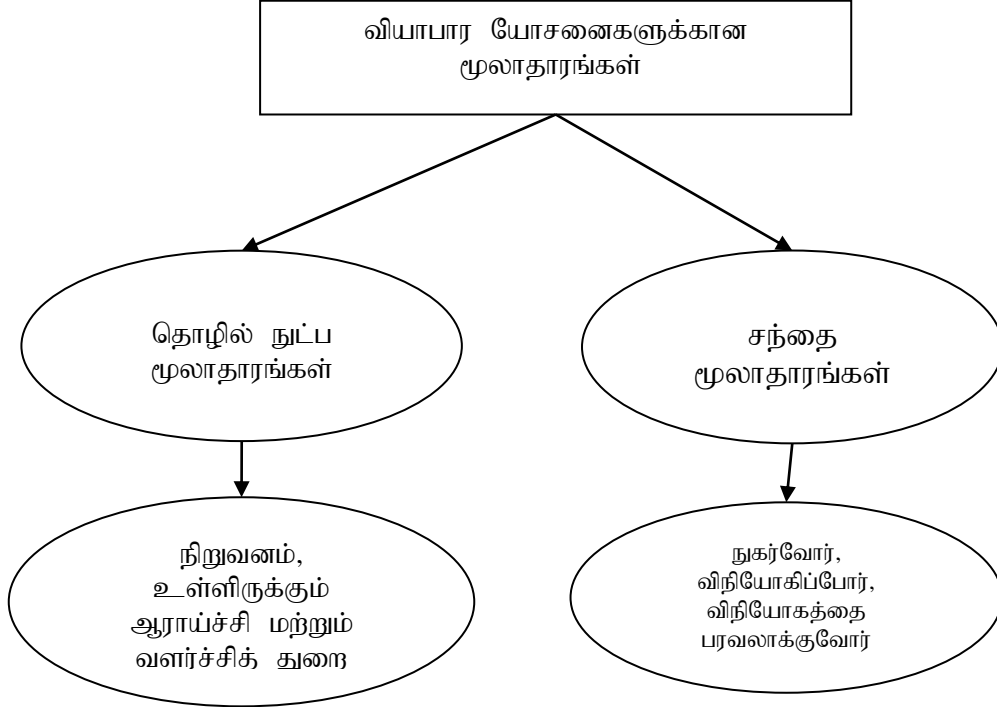 வியாபார யோசனைகளுக்கான
மூலாதாரங்கள்
தொழில் நுட்ப
மூலாதாரங்கள்
சந்தை
மூலாதாரங்கள்
நிறுவனம்,
உள்ளிருக்கும்
ஆராய்ச்சி மற்றும்
வளர்ச்சித் துறை
நுகர்வோர்,
விநியோகிப்போர்,
விநியோகத்தை
பரவலாக்குவோர்